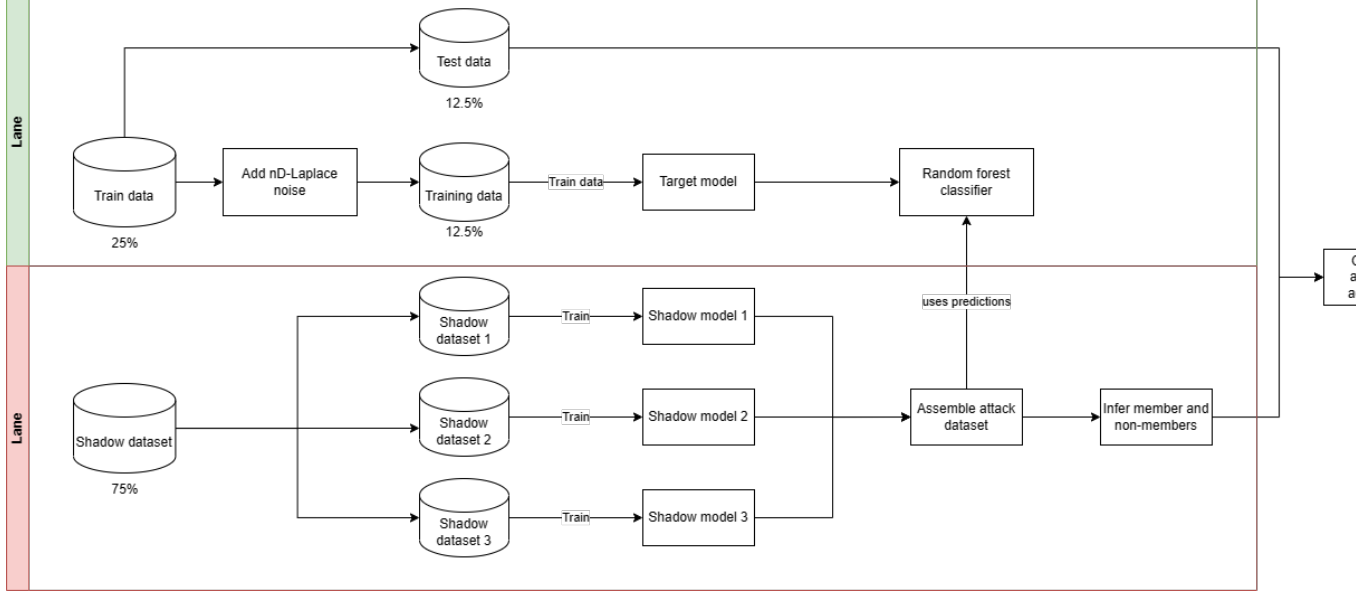 Lane
Test data
12.5%
Train data
25%
Add nD-Laplace
noise
Training data
12.5%
Train data
Target model
Random forest
classifier
uses predictions
Lane
Shadow dataset
75%
Shadow
dataset 1
Train
Shadow model 1
Shadow
dataset 2
Train
Shadow model 2
Shadow
dataset 3
Train
Shadow model 3
Assemble attack
dataset
Infer member and
non-members